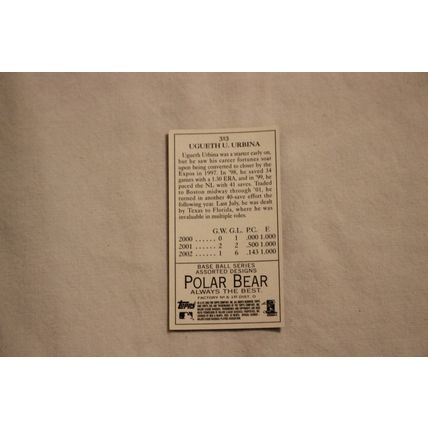 313
UGUETH U. URBINA
Ugueth Urbina was a starter early on,
but he saw his career fortunes soar
upon being converted to closer by the
Expos in 1997. In '98, he saved 34
games with a 1.30 ERA, and in '99, he
paced the NL with 41 saves. Traded
to Boston midway through '01, he
turned in another 40-save effort the
following year. Last July, he was dealt
by Texas to Florida, where he was
invaluable in multiple roles.
G.W. G.L. P.C. E
2000 ...... 0 1 .000 1.000
2001 ...... 2 2 .500 1.000
2002 ...... 1 6 .143 1.000
BASE BALL SERIES
ASSORTED DESIGNS
POLAR BEAR
ALWAYS THE BEST.
FACTORY No 6 DIST. O
Topps